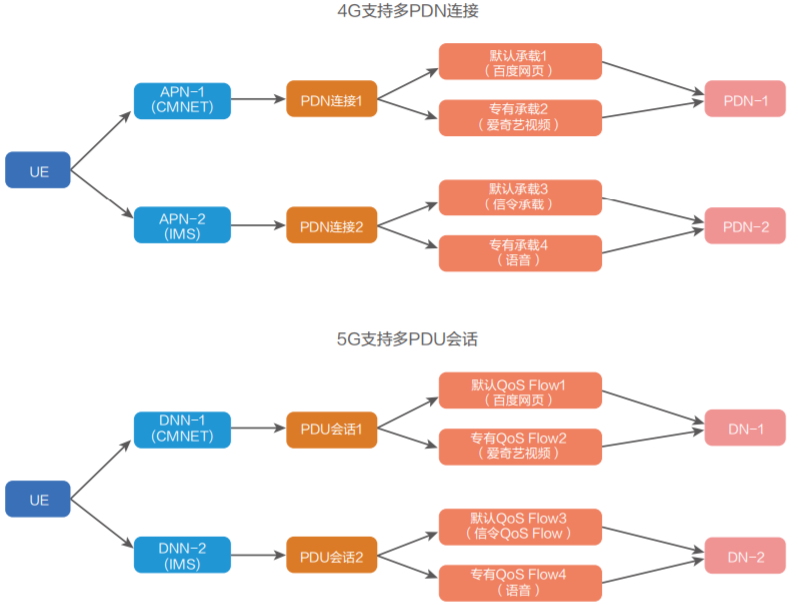 4G支持多PDN连接
默认承载1
（百度网页）
APN-1
(CMNET)
PDN连接1
PDN-1
专有承载2
（爱奇艺视频）
UE
默认承载3
（信令承载）
APN-2
(IMS)
PDN连接2
PDN-2
专有承载4
（语音）
5G支持多PDU会话
默认QoS Flow1
（百度网页）
DNN-1
(CMNET)
PDU会话1
DN-1
专有QoS Flow2
（爱奇艺视频）
UE
默认QoS Flow3
（信令QoS Flow）
DNN-2
(IMS)
PDU会话2
DN-2
专有QoS Flow4
（语音）